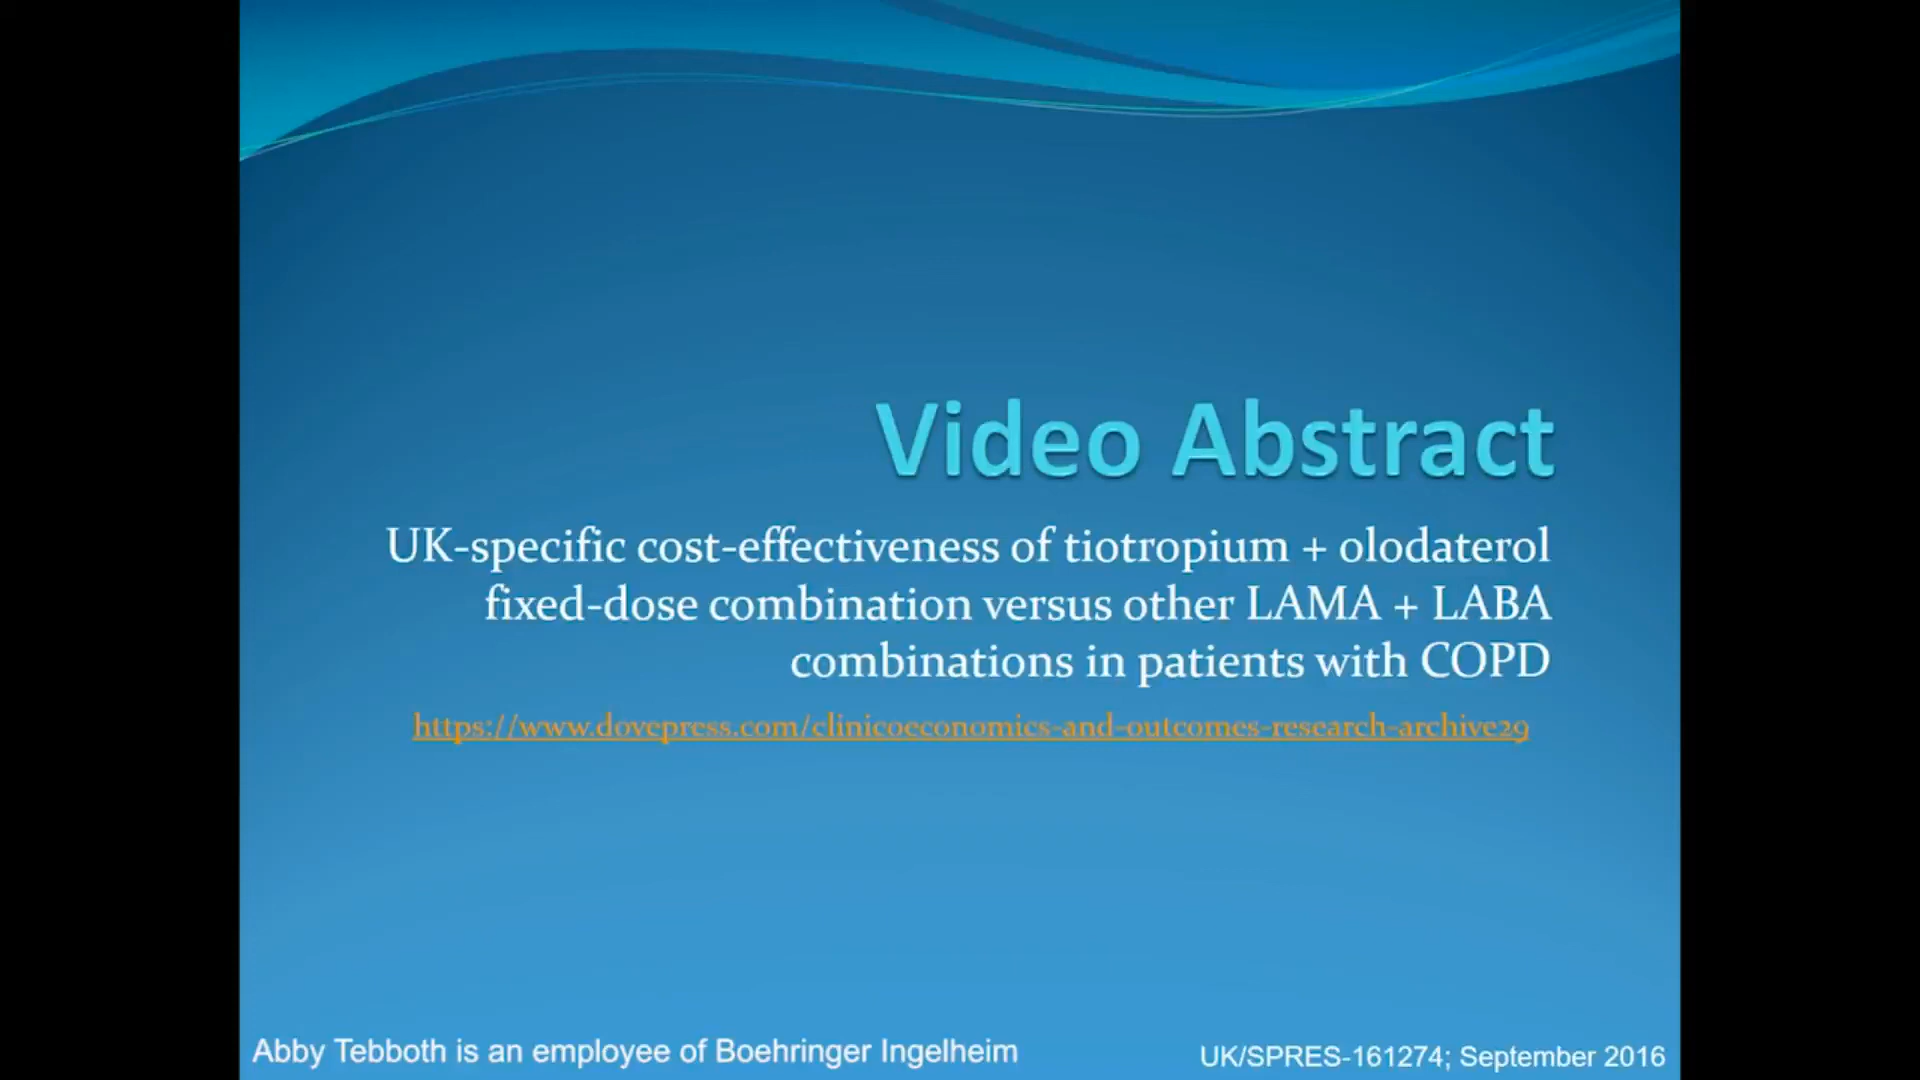 Video Abstract
UK-specific cost-effectiveness of tiotropium + olodaterol
fixed-dose combination versus other LAMA + LABA
combinations in patients with COPD
https://www.dovepress.com/clinicoeconomics-and-outcomes-research-archive29
Abby Tebboth is an employee of Boehringer Ingelheim
UK/SPRES-161274; September 2016